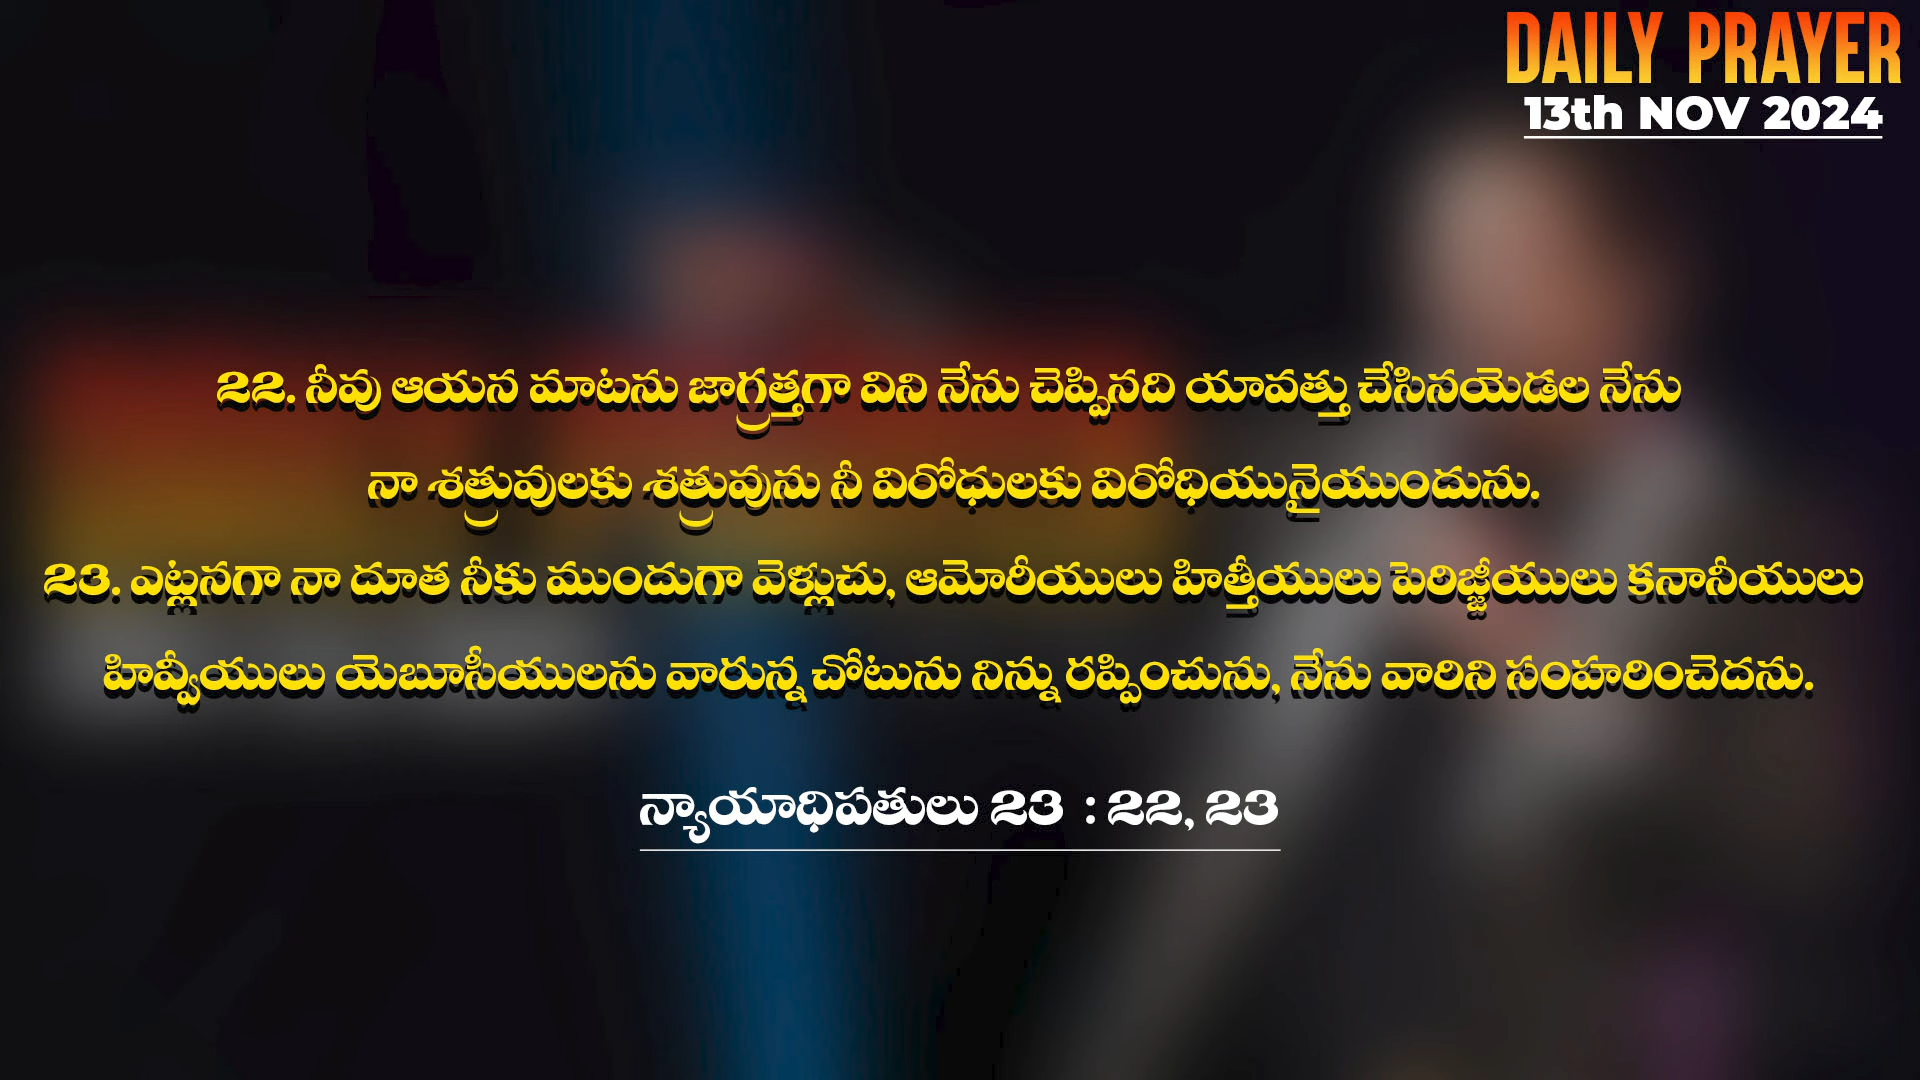 DAILY PRAYER
13th NOV 2024
22. నీవు ఆయన మాటను జాగ్రత్తగా విని నేను చెప్పినది యావత్తు చేసినయెడల నేను
నా శత్రువులకు శత్రువును నీ విరోధులకు విరోధియునైయుందును.
23. ఎట్లనగా నా దూత నీకు ముందుగా వెళ్లుచు, ఆమోరీయులు హిత్తీయులు పెరిజ్జీయులు కనానీయులు
హివ్వీయులు యెబూసీయులను వారున్న చోటును నిన్ను రప్పించును, నేను వారిని సంహరించెదను.
న్యాయాధిపతులు 23 : 22, 23